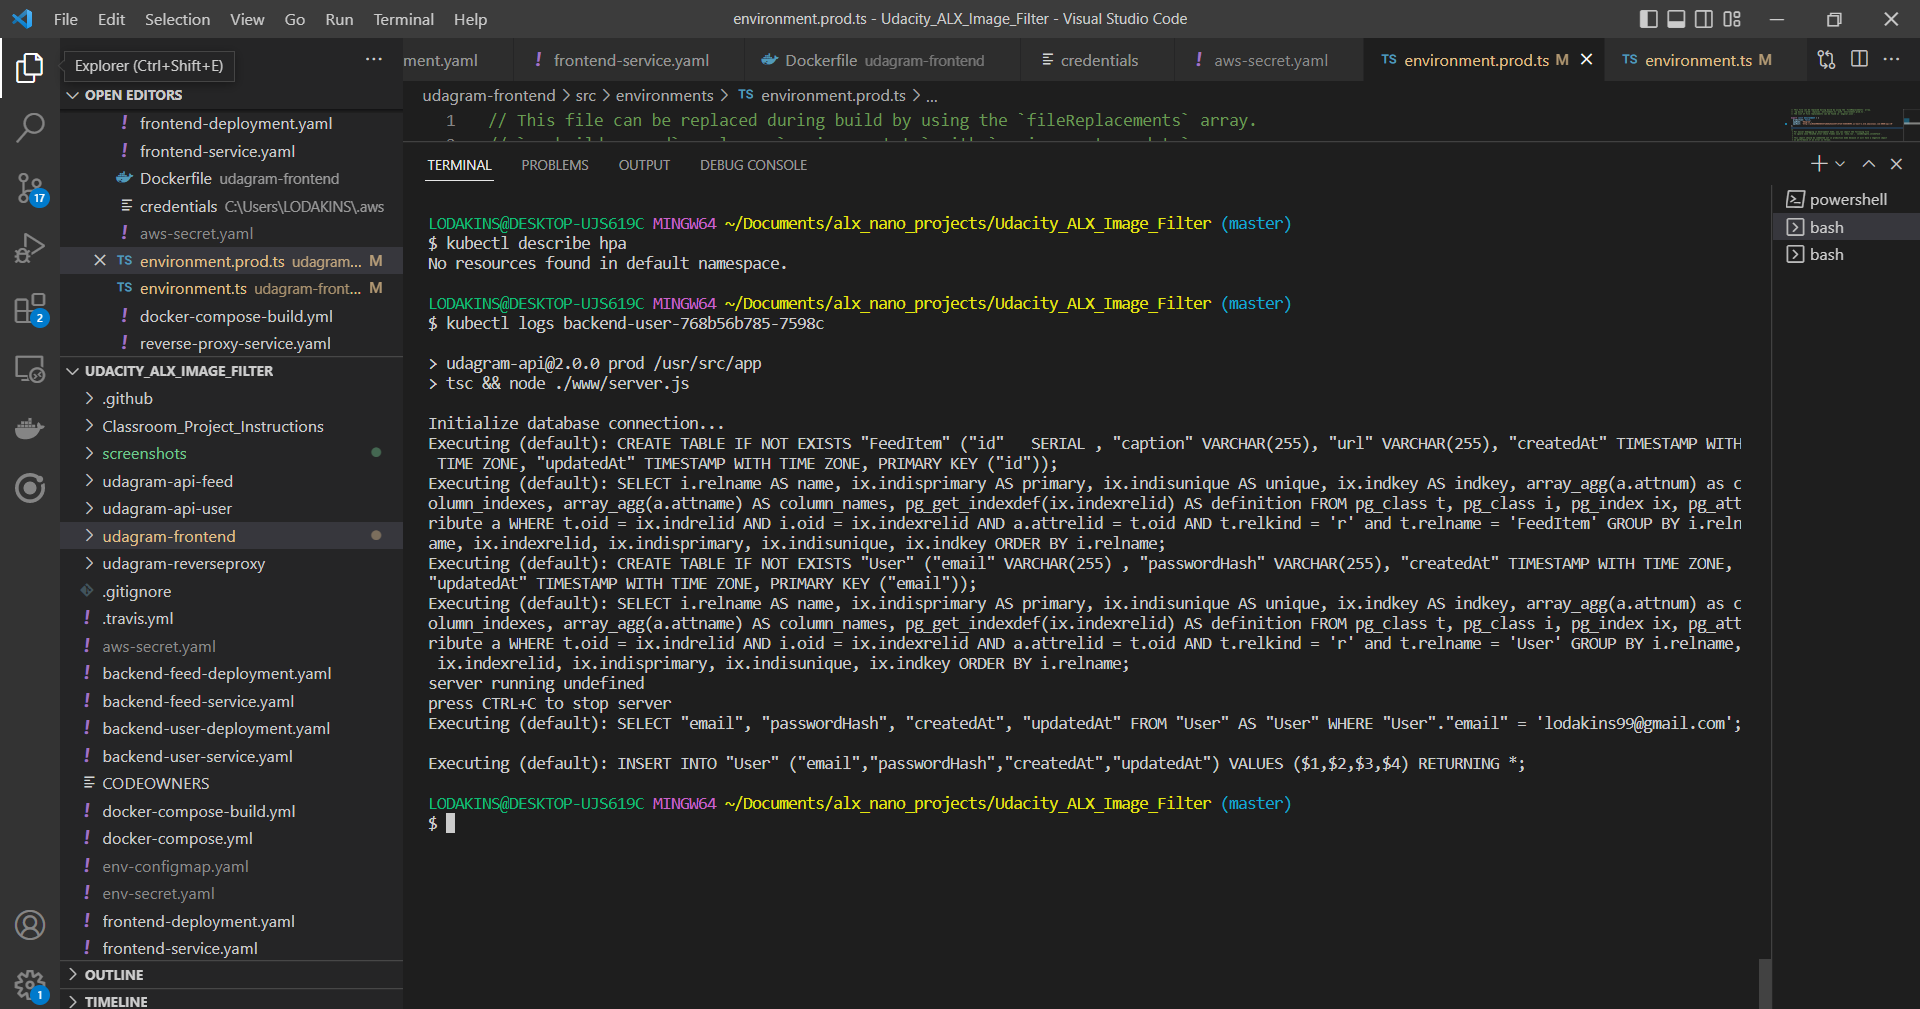 File Edit Selection View Go Run Terminal Help
environment.prod.ts - Udacity_ALX_Image_Filter - Visual Studio Code
Explorer (Ctrl+Shift+E)
ment.yaml
! frontend-service.yaml
Dockerfile udagram-frontend
credentials
! aws-secret.yaml
TS environment.prod.ts M
TS environment.ts M
OPEN EDITORS
! frontend-deployment.yaml
! frontend-service.yaml
Dockerfile udagram-frontend
credentials C:\Users\LODAKINS\.aws
! aws-secret.yaml
TS environment.prod.ts udagram... M
TS environment.ts udagram-front... M
! docker-compose-build.yml
! reverse-proxy-service.yaml
UDACITY_ALX_IMAGE_FILTER
.github
Classroom_Project_Instructions
screenshots
udagram-api-feed
udagram-api-user
udagram-frontend
udagram-reverseproxy
.gitignore
! .travis.yml
! aws-secret.yaml
! backend-feed-deployment.yaml
! backend-feed-service.yaml
! backend-user-deployment.yaml
! backend-user-service.yaml
CODEOWNERS
! docker-compose-build.yml
! docker-compose.yml
! env-configmap.yaml
! env-secret.yaml
! frontend-deployment.yaml
! frontend-service.yaml
OUTLINE
TIMELINE
17
2
1
udagram-frontend > src > environments > TS environment.prod.ts > ...
1 // This file can be replaced during build by using the `fileReplacements` array.
TERMINAL PROBLEMS OUTPUT DEBUG CONSOLE
LODAKINS@DESKTOP-UJS619C MINGW64 ~/Documents/alx_nano_projects/Udacity_ALX_Image_Filter (master)
$ kubectl describe hpa
No resources found in default namespace.
LODAKINS@DESKTOP-UJS619C MINGW64 ~/Documents/alx_nano_projects/Udacity_ALX_Image_Filter (master)
$ kubectl logs backend-user-768b56b785-7598c
> udagram-api@2.0.0 prod /usr/src/app
> tsc && node ./www/server.js
Initialize database connection...
Executing (default): CREATE TABLE IF NOT EXISTS "FeedItem" ("id"   SERIAL , "caption" VARCHAR(255), "url" VARCHAR(255), "createdAt" TIMESTAMP WITH
TIME ZONE, "updatedAt" TIMESTAMP WITH TIME ZONE, PRIMARY KEY ("id"));
Executing (default): SELECT i.relname AS name, ix.indisprimary AS primary, ix.indisunique AS unique, ix.indkey AS indkey, array_agg(a.attnum) as c
olumn_indexes, array_agg(a.attname) AS column_names, pg_get_indexdef(ix.indexrelid) AS definition FROM pg_class t, pg_class i, pg_index ix, pg_att
ribute a WHERE t.oid = ix.indrelid AND i.oid = ix.indexrelid AND a.attrelid = t.oid AND t.relkind = 'r' and t.relname = 'FeedItem' GROUP BY i.reln
ame, ix.indexrelid, ix.indisprimary, ix.indisunique, ix.indkey ORDER BY i.relname;
Executing (default): CREATE TABLE IF NOT EXISTS "User" ("email" VARCHAR(255) , "passwordHash" VARCHAR(255), "createdAt" TIMESTAMP WITH TIME ZONE,
"updatedAt" TIMESTAMP WITH TIME ZONE, PRIMARY KEY ("email"));
Executing (default): SELECT i.relname AS name, ix.indisprimary AS primary, ix.indisunique AS unique, ix.indkey AS indkey, array_agg(a.attnum) as c
olumn_indexes, array_agg(a.attname) AS column_names, pg_get_indexdef(ix.indexrelid) AS definition FROM pg_class t, pg_class i, pg_index ix, pg_att
ribute a WHERE t.oid = ix.indrelid AND i.oid = ix.indexrelid AND a.attrelid = t.oid AND t.relkind = 'r' and t.relname = 'User' GROUP BY i.relname,
ix.indexrelid, ix.indisprimary, ix.indisunique, ix.indkey ORDER BY i.relname;
server running undefined
press CTRL+C to stop server
Executing (default): SELECT "email", "passwordHash", "createdAt", "updatedAt" FROM "User" AS "User" WHERE "User"."email" = 'lodakins99@gmail.com';
Executing (default): INSERT INTO "User" ("email","passwordHash","createdAt","updatedAt") VALUES ($1,$2,$3,$4) RETURNING *;
LODAKINS@DESKTOP-UJS619C MINGW64 ~/Documents/alx_nano_projects/Udacity_ALX_Image_Filter (master)
$
powershell
bash
bash